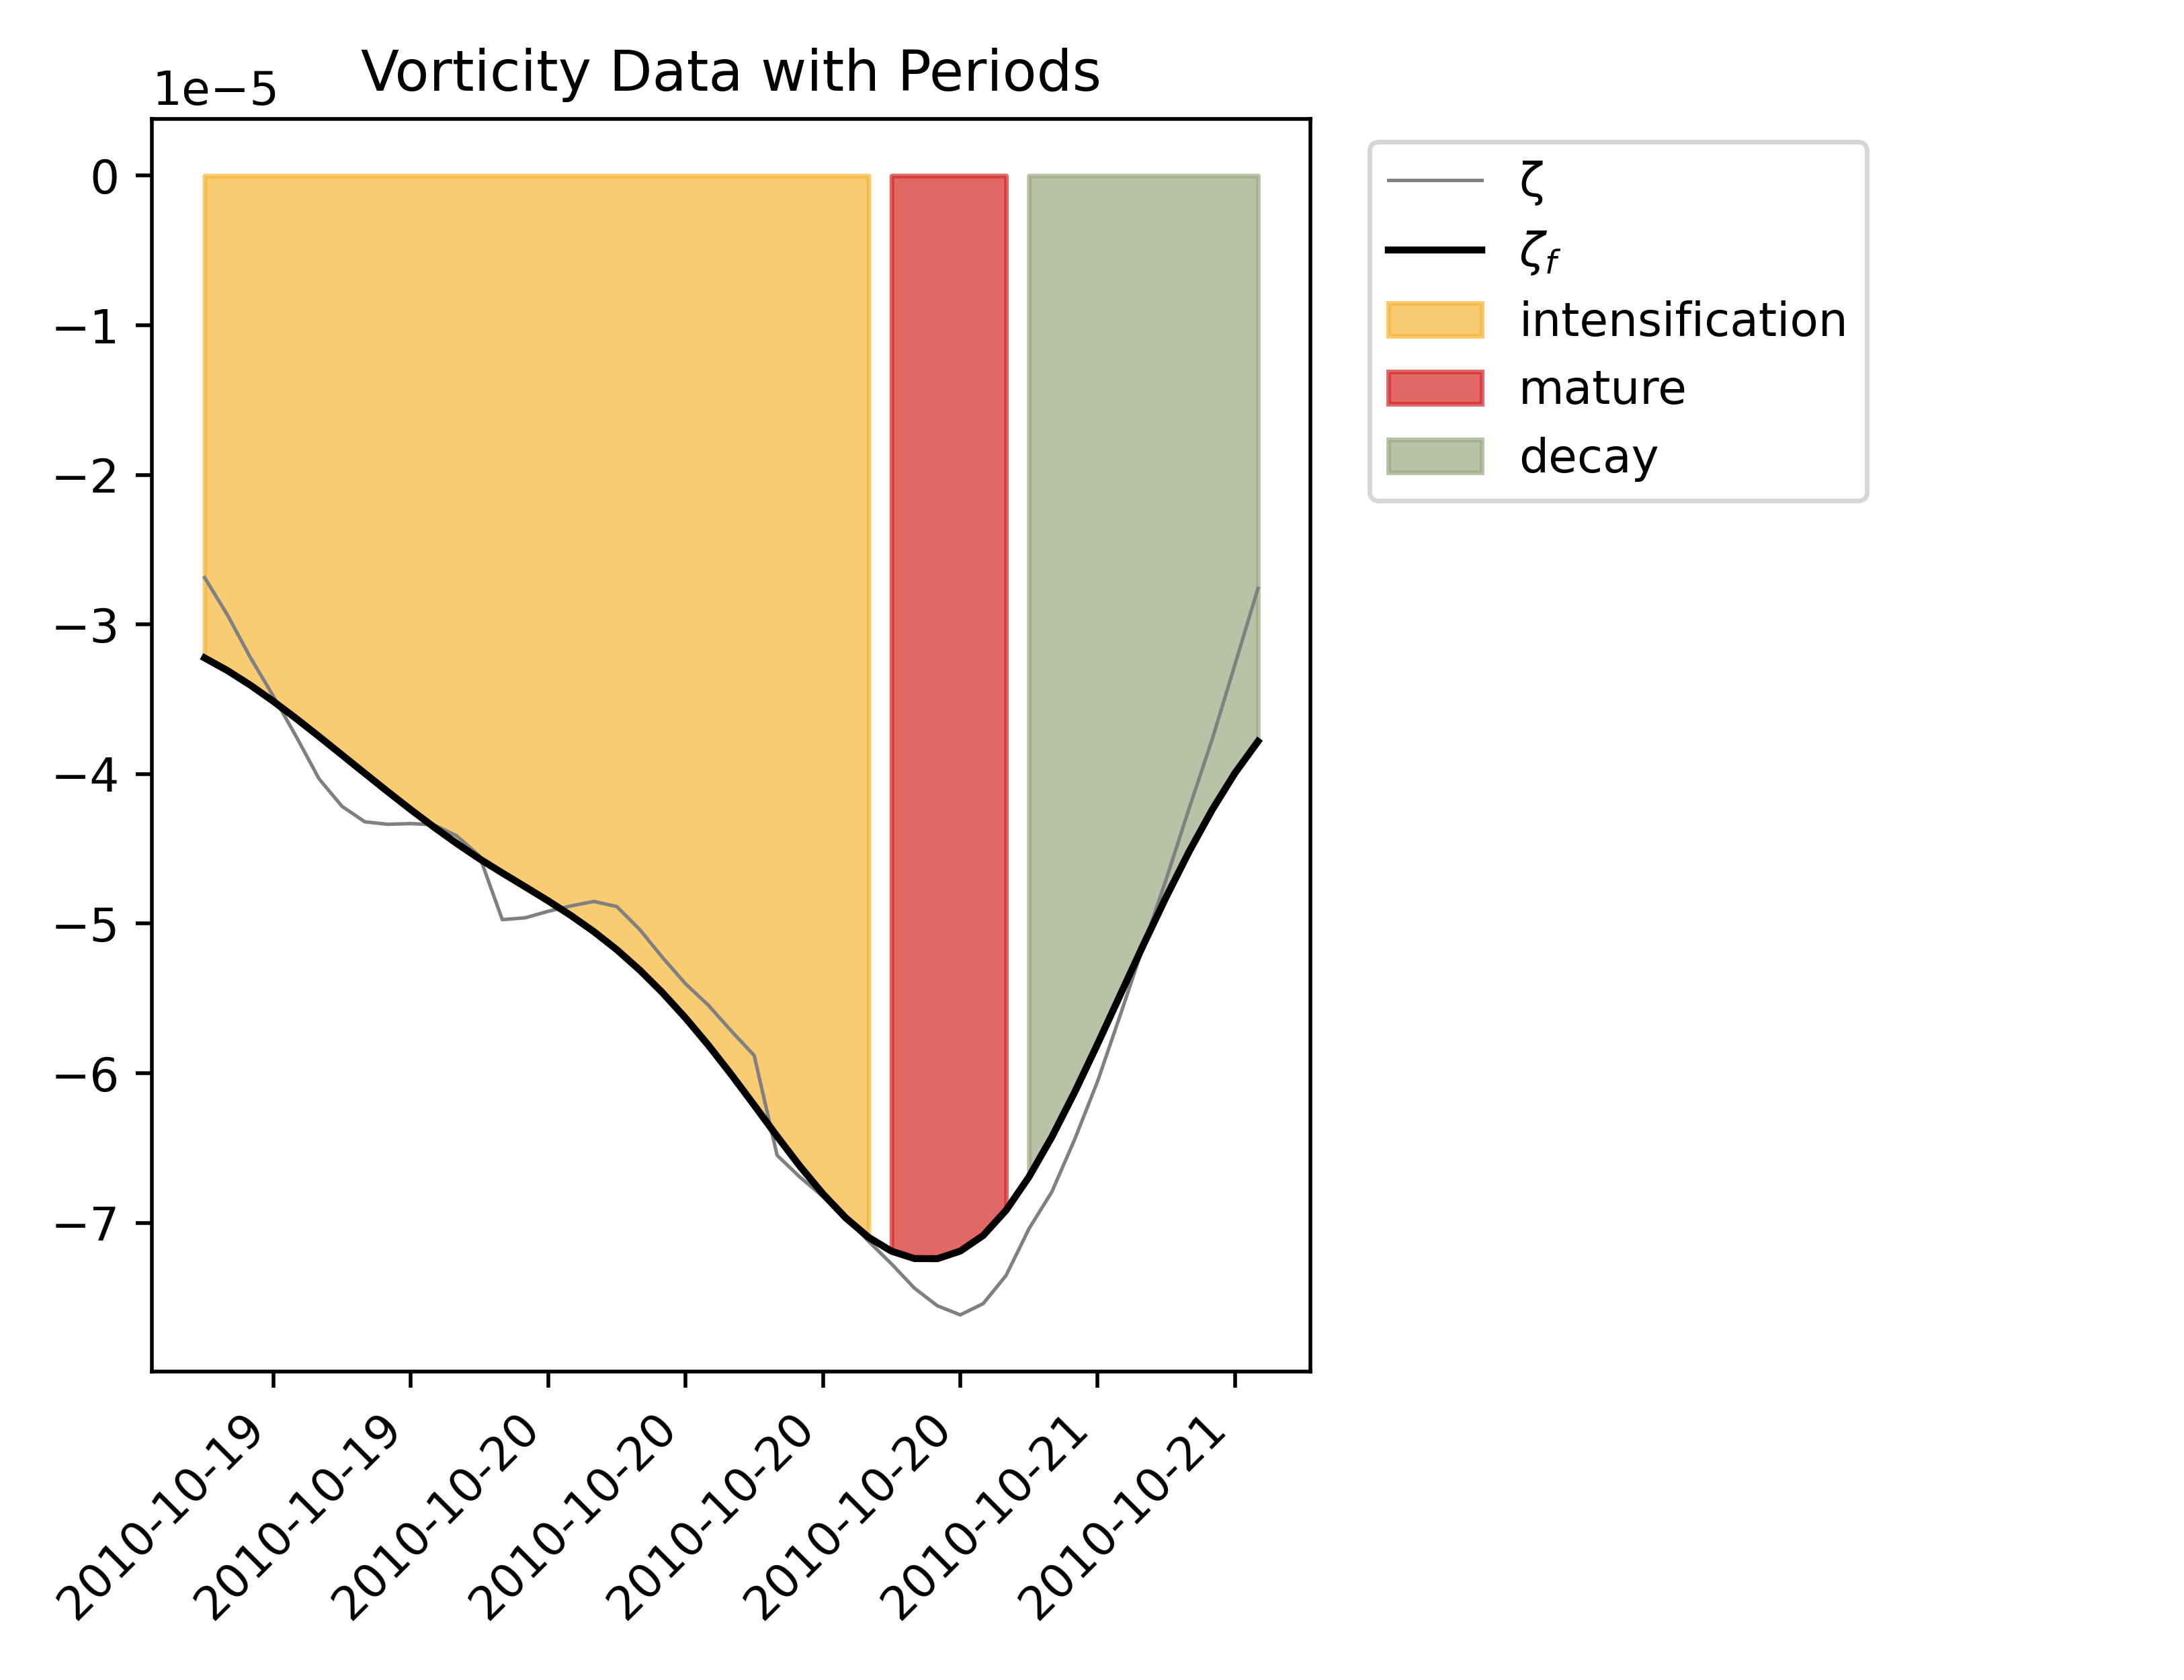 Vorticity Data with Periods
1e−5
0
−1
−2
−3
−4
−5
−6
−7
2010-10-19
2010-10-19
2010-10-20
2010-10-20
2010-10-20
2010-10-20
2010-10-21
2010-10-21
ζ
ζf
intensification
mature
decay